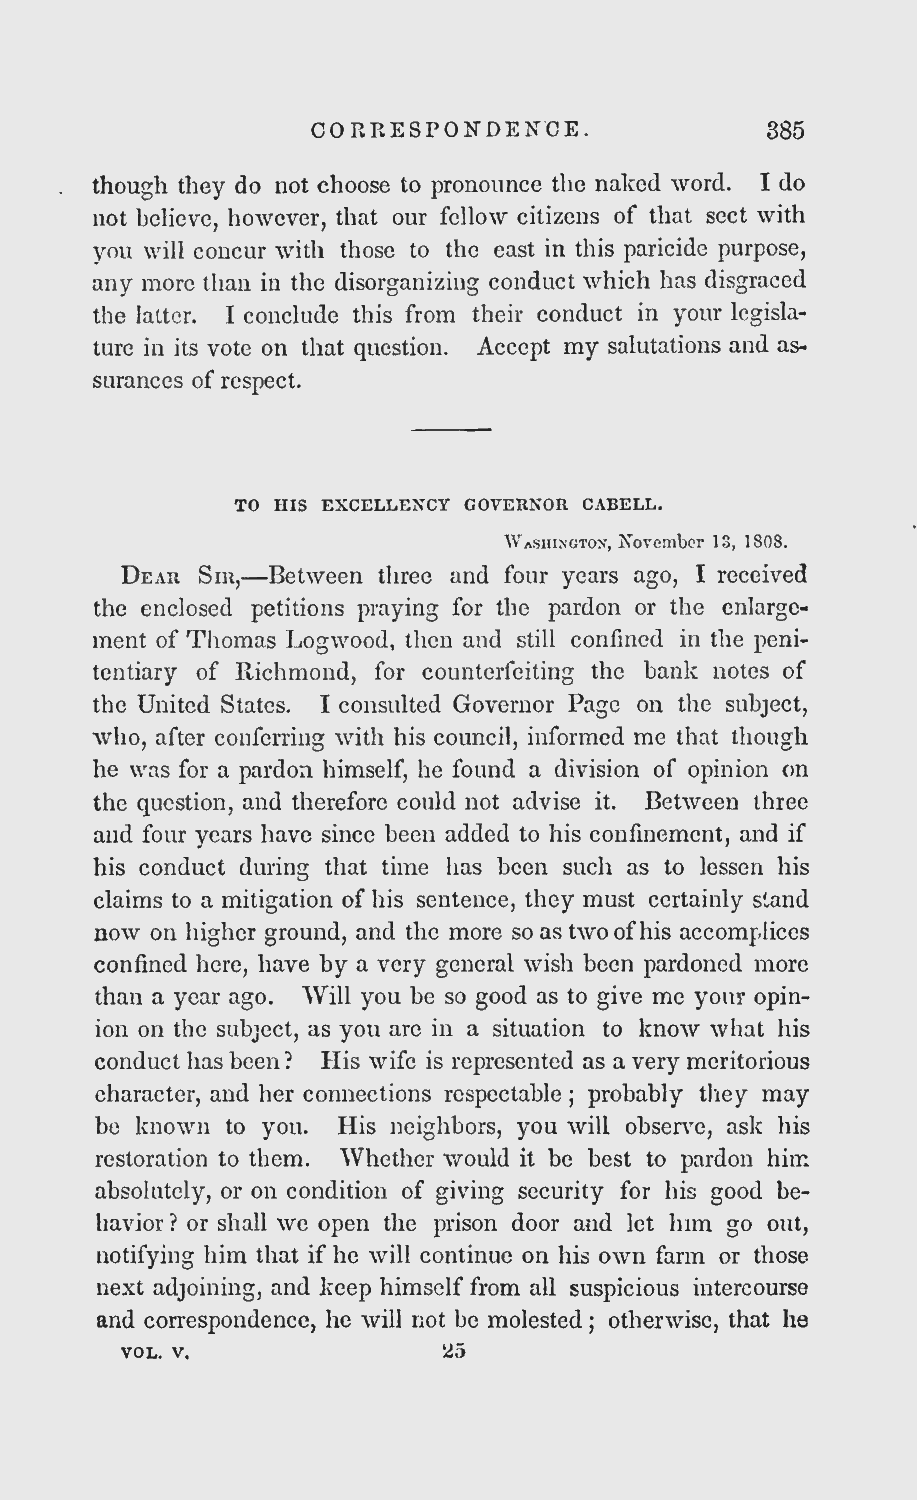 CORRESPONDENCE. 385
though they do not choose to pronounce the naked word. I do
not believe, however, that our fellow citizens of that sect with
you will concur with those to the east in this paricide purpose,
any more than in the disorganizing conduct which has disgraced
the latter. I conclude this from their conduct in your legisla-
ture in its vote on that question. Accept my salutations and as-
surances of respect.
TO HIS EXCELLENCY GOVERNOR CABELL.
WASHINGTON, November 13, 1808.
DEAR SIR,—Between three and four years ago, I received
the enclosed petitions praying for the pardon or the enlarge-
ment of Thomas Logwood, then and still confined in the peni-
tentiary of Richmond, for counterfeiting the bank notes of
the United States. I consulted Governor Page on the subject,
who, after conferring with his council, informed me that though
he was for a pardon himself, he found a division of opinion on
the question, and therefore could not advise it. Between three
and four years have since been added to his confinement, and if
his conduct during that time has been such as to lessen his
claims to a mitigation of his sentence, they must certainly stand
now on higher ground, and the more so as two of his accomplices
confined here, have by a very general wish been pardoned more
than a year ago. Will you be so good as to give me your opin-
ion on the subject, as you are in a situation to know what his
conduct has been? His wife is represented as a very meritorious
character, and her connections respectable; probably they may
be known to you. His neighbors, you will observe, ask his
restoration to them. Whether would it be best to pardon him
absolutely, or on condition of giving security for his good be-
havior? or shall we open the prison door and let him go out,
notifying him that if he will continue on his own farm or those
next adjoining, and keep himself from all suspicious intercourse
and correspondence, he will not be molested; otherwise, that he
VOL. V. 25